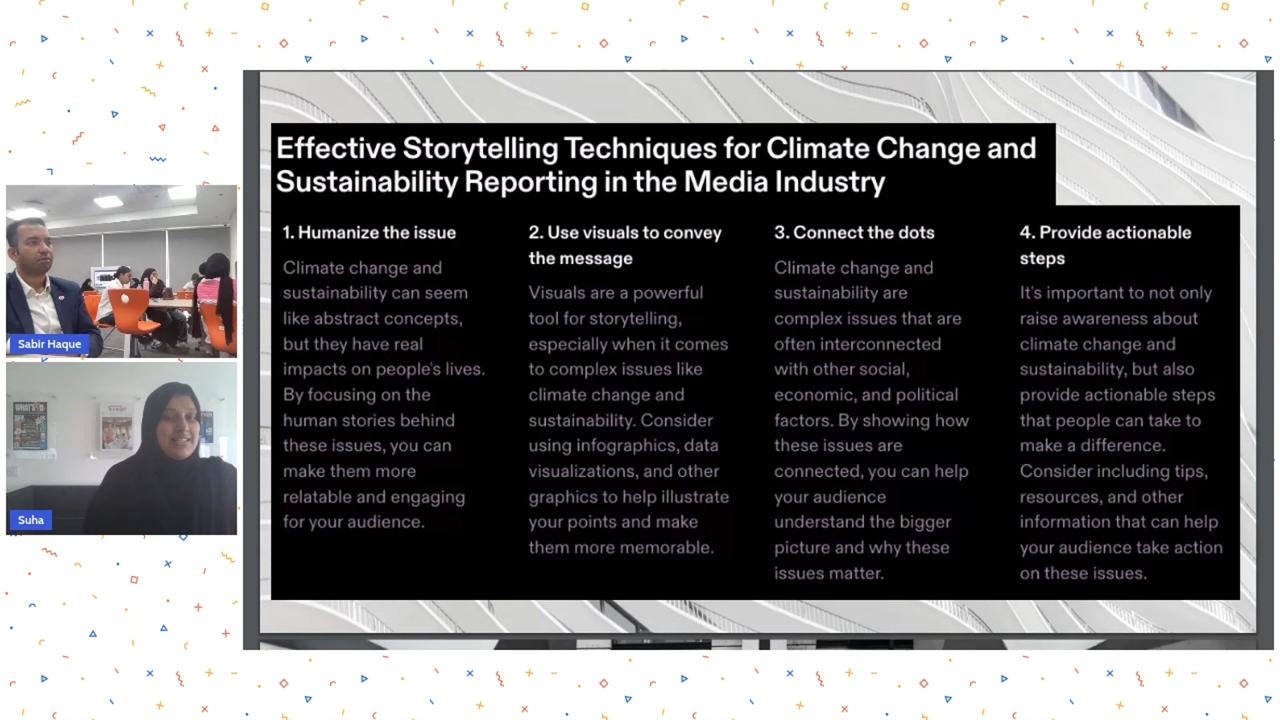 Effective Storytelling Techniques for Climate Change and
Sustainability Reporting in the Media Industry
1. Humanize the issue
Climate change and
sustainability can seem
like abstract concepts,
but they have real
impacts on people's lives.
By focusing on the
human stories behind
these issues, you can
make them more
relatable and engaging
for your audience.
2. Use visuals to convey
the message
Visuals are a powerful
tool for storytelling,
especially when it comes
to complex issues like
climate change and
sustainability. Consider
using infographics, data
visualizations, and other
graphics to help illustrate
your points and make
them more memorable.
3. Connect the dots
Climate change and
sustainability are
complex issues that are
often interconnected
with other social,
economic, and political
factors. By showing how
these issues are
connected, you can help
your audience
understand the bigger
picture and why these
issues matter.
4. Provide actionable
steps
It's important to not only
raise awareness about
climate change and
sustainability, but also
provide actionable steps
that people can take to
make a difference.
Consider including tips,
resources, and other
information that can help
your audience take action
on these issues.
Sabir Haque
Suha